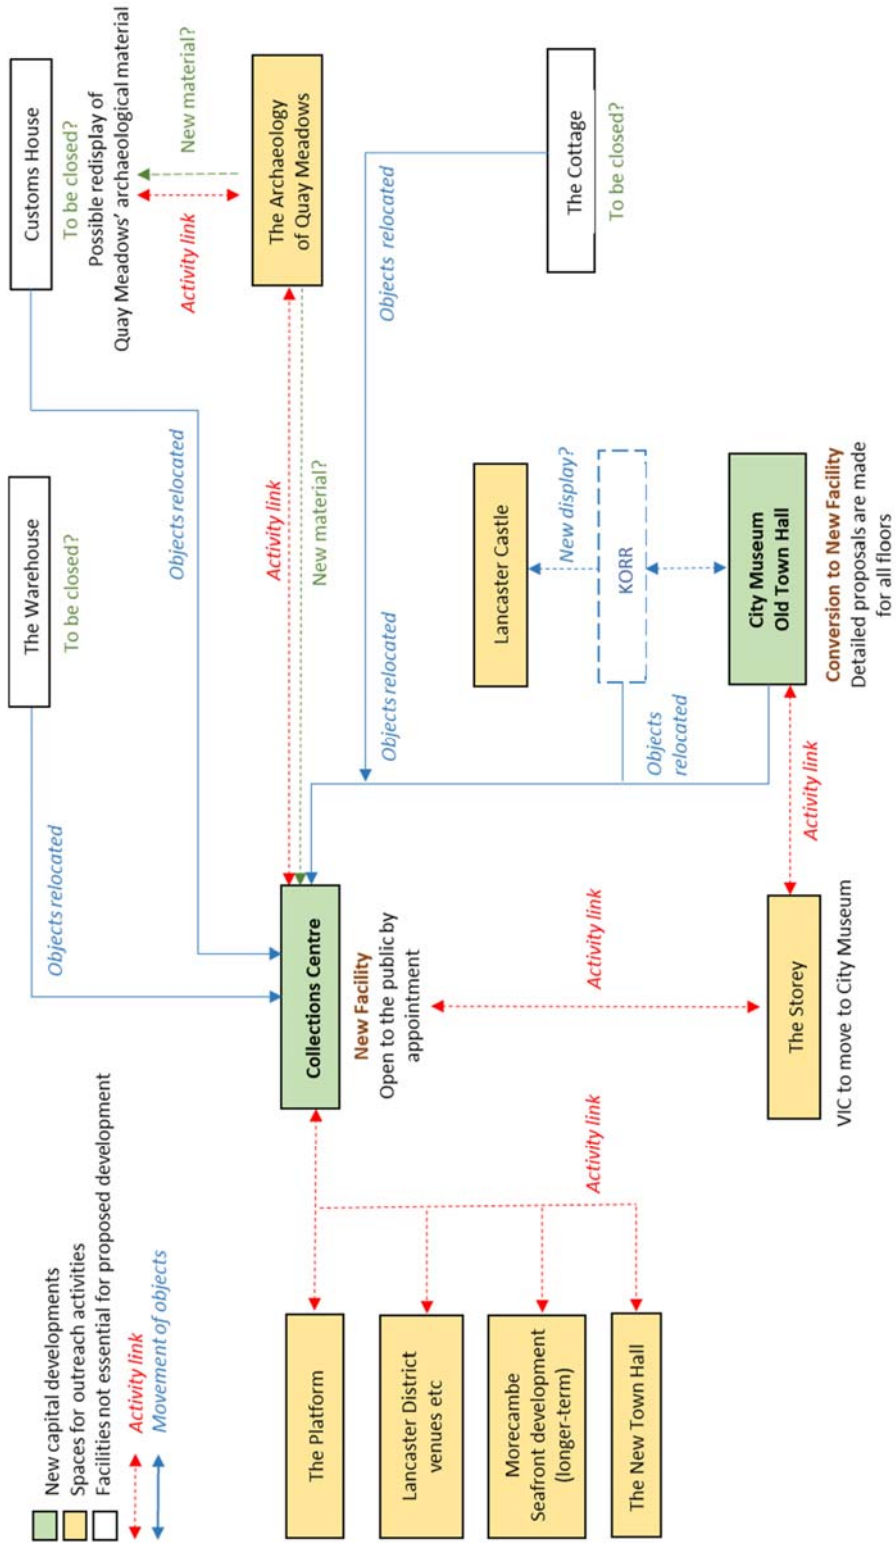 New capital developments
Spaces for outreach activities
Facilities not essential for proposed development
Activity link
Movement of objects
The Warehouse
To be closed?
Objects relocated
Customs House
To be closed?
Possible redisplay of
Quay Meadows’ archaeological material
Objects relocated
Activity link
New material?
The Archaeology
of Quay Meadows
Activity link
New material?
Collections Centre
New Facility
Open to the public by
appointment
The Platform
Lancaster District
venues etc
Morecambe
Seafront development
(longer-term)
The New Town Hall
Activity link
Activity link
Objects relocated
Objects relocated
The Cottage
To be closed?
Lancaster Castle
New display?
KORR
Objects
relocated
City Museum
Old Town Hall
Conversion to New Facility
Detailed proposals are made
for all floors
Activity link
The Storey
VIC to move to City Museum